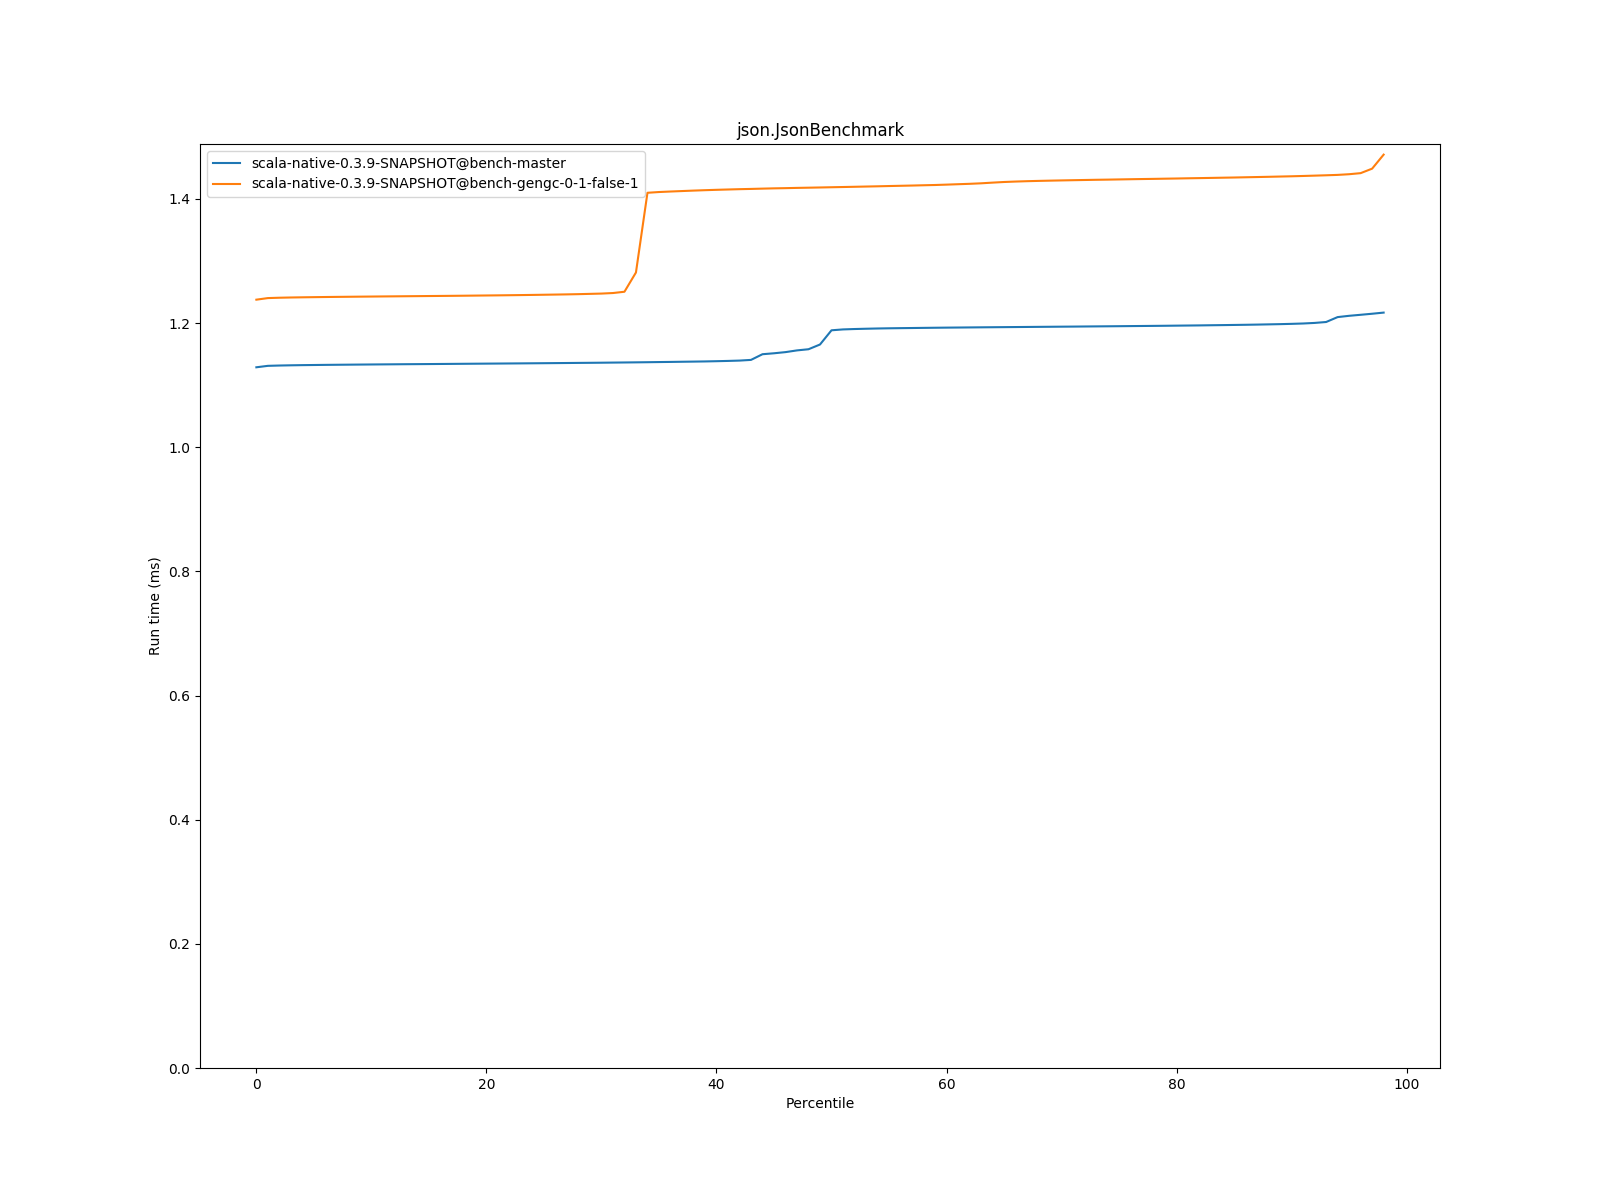 json.JsonBenchmark
scala-native-0.3.9-SNAPSHOT@bench-master
scala-native-0.3.9-SNAPSHOT@bench-gengc-0-1-false-1
1.4
1.2
1.0
0.8
0.6
0.4
0.2
0.0
Run time (ms)
0 20 40 60 80 100
Percentile